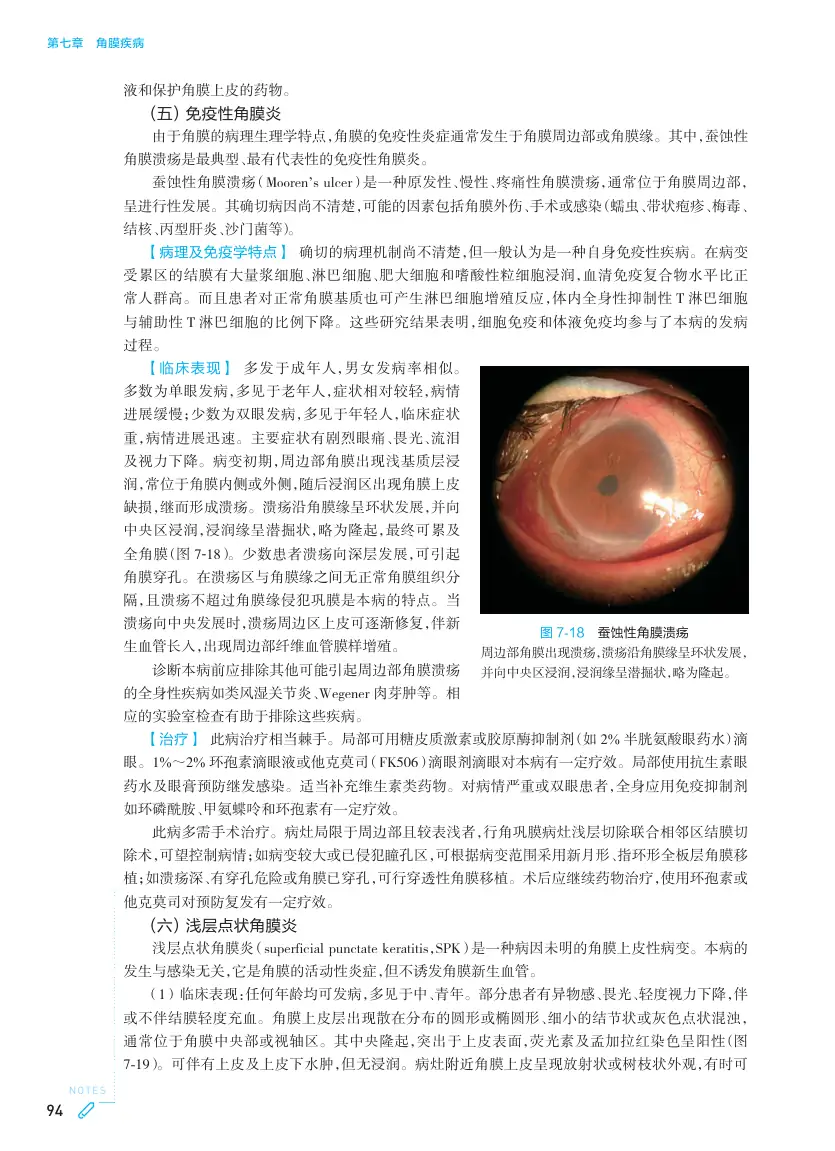 第七章 角膜疾病
液和保护角膜上皮的药物。
（五）免疫性角膜炎
由于角膜的病理生理学特点,角膜的免疫性炎症通常发生于角膜周边部或角膜缘。其中,蚕蚀性
角膜溃疡是最典型、最有代表性的免疫性角膜炎。
蚕蚀性角膜溃疡（Mooren’s ulcer）是一种原发性、慢性、疼痛性角膜溃疡,通常位于角膜周边部,
呈进行性发展。其确切病因尚不清楚,可能的因素包括角膜外伤、手术或感染(蠕虫、带状疱疹、梅毒、
结核、丙型肝炎、沙门菌等)。
【病理及免疫学特点】 确切的病理机制尚不清楚,但一般认为是一种自身免疫性疾病。在病变
受累区的结膜有大量浆细胞、淋巴细胞、肥大细胞和嗜酸性粒细胞浸润,血清免疫复合物水平比正
常人群高。而且患者对正常角膜基质也可产生淋巴细胞增殖反应,体内全身性抑制性 T 淋巴细胞
与辅助性 T 淋巴细胞的比例下降。这些研究结果表明,细胞免疫和体液免疫均参与了本病的发病
过程。
【临床表现】 多发于成年人,男女发病率相似。
多数为单眼发病,多见于老年人,症状相对较轻,病情
进展缓慢;少数为双眼发病,多见于年轻人,临床症状
重,病情进展迅速。主要症状有剧烈眼痛、畏光、流泪
及视力下降。病变初期,周边部角膜出现浅基质层浸
润,常位于角膜内侧或外侧,随后浸润区出现角膜上皮
缺损,继而形成溃疡。溃疡沿角膜缘呈环状发展,并向
中央区浸润,浸润缘呈潜掘状,略为隆起,最终可累及
全角膜(图 7-18)。少数患者溃疡向深层发展,可引起
角膜穿孔。在溃疡区与角膜缘之间无正常角膜组织分
隔,且溃疡不超过角膜缘侵犯巩膜是本病的特点。当
溃疡向中央发展时,溃疡周边区上皮可逐渐修复,伴新
生血管长入,出现周边部纤维血管膜样增殖。
诊断本病前应排除其他可能引起周边部角膜溃疡
的全身性疾病如类风湿关节炎、Wegener 肉芽肿等。相
应的实验室检查有助于排除这些疾病。
图 7-18 蚕蚀性角膜溃疡
周边部角膜出现溃疡,溃疡沿角膜缘呈环状发展,
并向中央区浸润,浸润缘呈潜掘状,略为隆起。
【治疗】 此病治疗相当棘手。局部可用糖皮质激素或胶原酶抑制剂(如 2% 半胱氨酸眼药水)滴
眼。1%～2% 环孢素滴眼液或他克莫司（FK506）滴眼剂滴眼对本病有一定疗效。局部使用抗生素眼
药水及眼膏预防继发感染。适当补充维生素类药物。对病情严重或双眼患者,全身应用免疫抑制剂
如环磷酰胺、甲氨蝶呤和环孢素有一定疗效。
此病多需手术治疗。病灶局限于周边部且较表浅者,行角巩膜病灶浅层切除联合相邻区结膜切
除术,可望控制病情;如病变较大或已侵犯瞳孔区,可根据病变范围采用新月形、指环形全板层角膜移
植;如溃疡深、有穿孔危险或角膜已穿孔,可行穿透性角膜移植。术后应继续药物治疗,使用环孢素或
他克莫司对预防复发有一定疗效。
（六）浅层点状角膜炎
浅层点状角膜炎（superficial punctate keratitis,SPK）是一种病因未明的角膜上皮性病变。本病的
发生与感染无关,它是角膜的活动性炎症,但不诱发角膜新生血管。
（1）临床表现:任何年龄均可发病,多见于中、青年。部分患者有异物感、畏光、轻度视力下降,伴
或不伴结膜轻度充血。角膜上皮层出现散在分布的圆形或椭圆形、细小的结节状或灰色点状混浊,
通常位于角膜中央部或视轴区。其中央隆起,突出于上皮表面,荧光素及孟加拉红染色呈阳性(图
7-19)。可伴有上皮及上皮下水肿,但无浸润。病灶附近角膜上皮呈现放射状或树枝状外观,有时可
NOTES
94